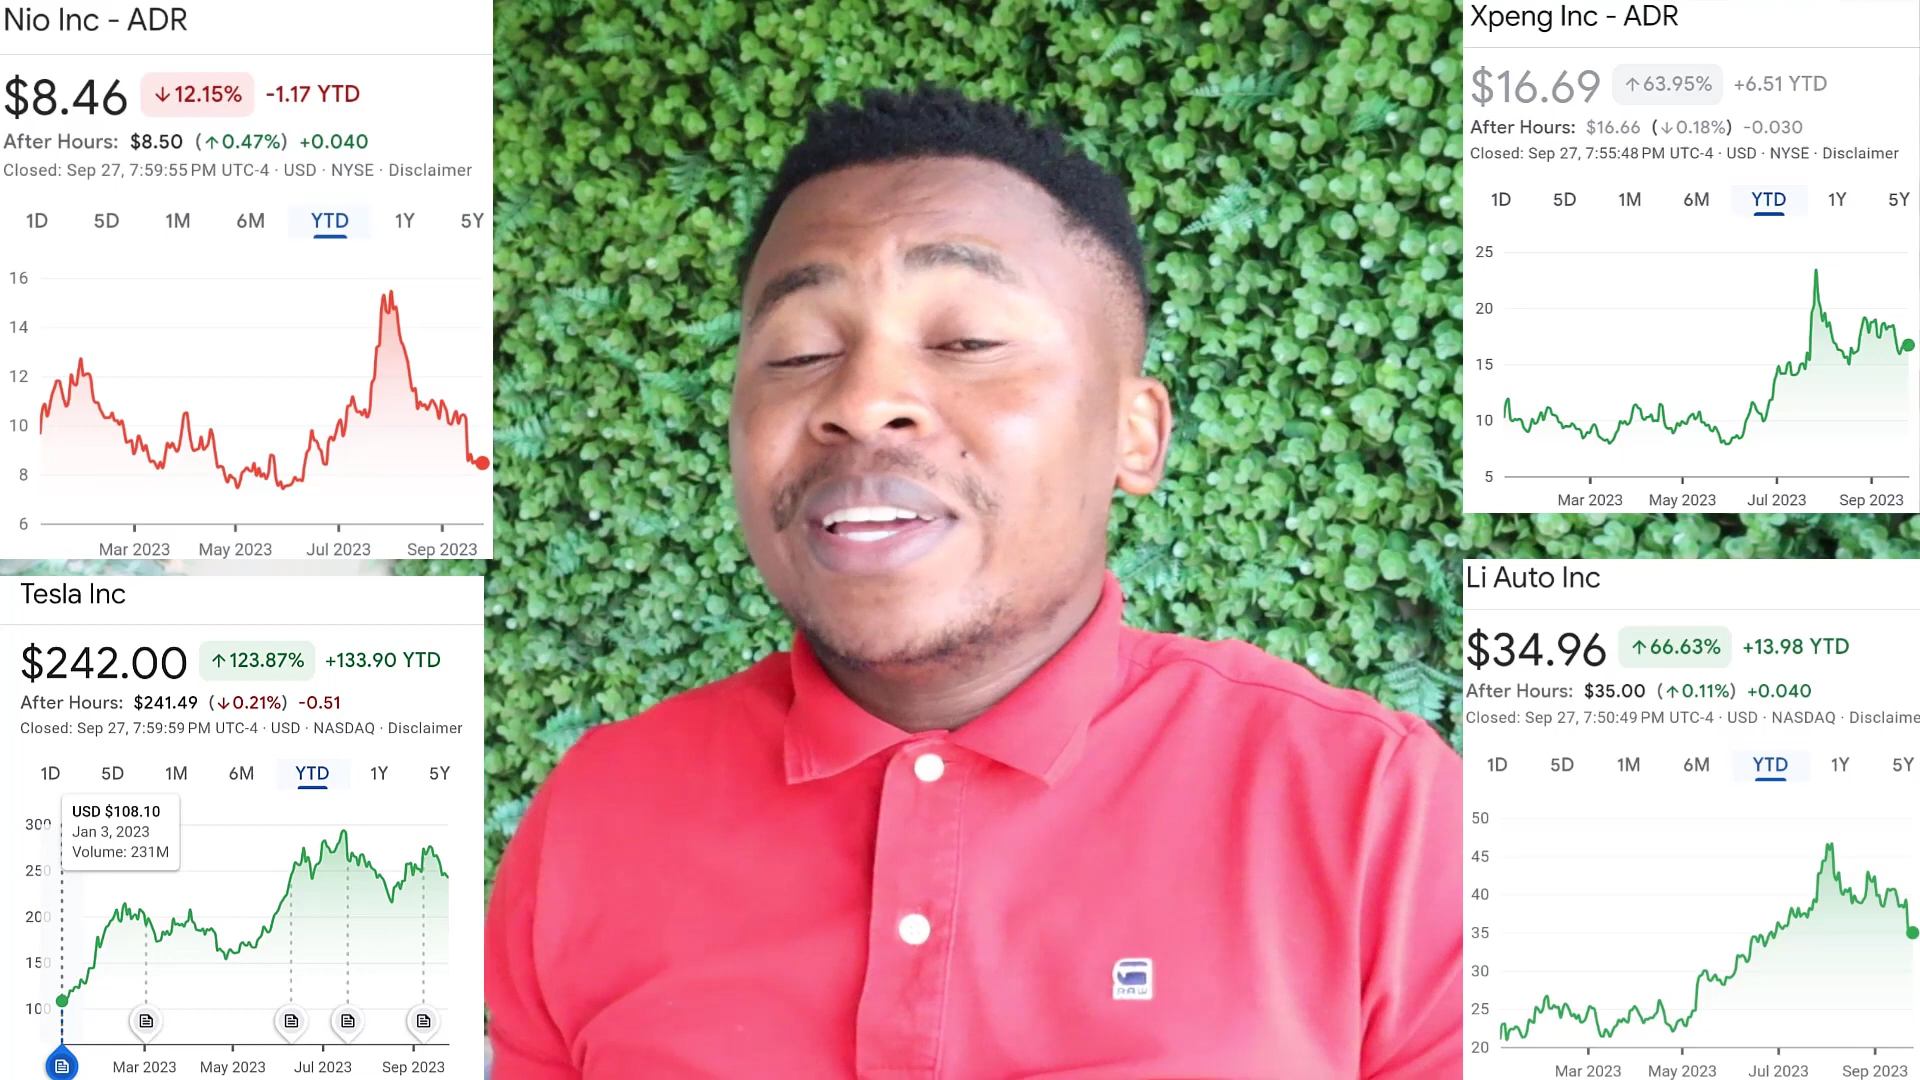 Nio Inc - ADR
$8.46 ↓12.15% -1.17 YTD
After Hours: $8.50 (↑0.47%) +0.040
Closed: Sep 27, 7:59:55 PM UTC-4 · USD · NYSE · Disclaimer
1D 5D 1M 6M YTD 1Y 5Y
16
14
12
10
8
6
Mar 2023 May 2023 Jul 2023 Sep 2023
Tesla Inc
$242.00 ↑123.87% +133.90 YTD
After Hours: $241.49 (↓0.21%) -0.51
Closed: Sep 27, 7:59:59 PM UTC-4 · USD · NASDAQ · Disclaimer
1D 5D 1M 6M YTD 1Y 5Y
USD $108.10
Jan 3, 2023
Volume: 231M
300
250
200
150
100
Mar 2023 May 2023 Jul 2023 Sep 2023
RAW
Xpeng Inc - ADR
$16.69 ↑63.95% +6.51 YTD
After Hours: $16.66 (↓0.18%) -0.030
Closed: Sep 27, 7:55:48 PM UTC-4 · USD · NYSE · Disclaimer
1D 5D 1M 6M YTD 1Y 5Y
25
20
15
10
5
Mar 2023 May 2023 Jul 2023 Sep 2023
Li Auto Inc
$34.96 ↑66.63% +13.98 YTD
After Hours: $35.00 (↑0.11%) +0.040
Closed: Sep 27, 7:50:49 PM UTC-4 · USD · NASDAQ · Disclaime
1D 5D 1M 6M YTD 1Y 5Y
50
45
40
35
30
25
20
Mar 2023 May 2023 Jul 2023 Sep 2023